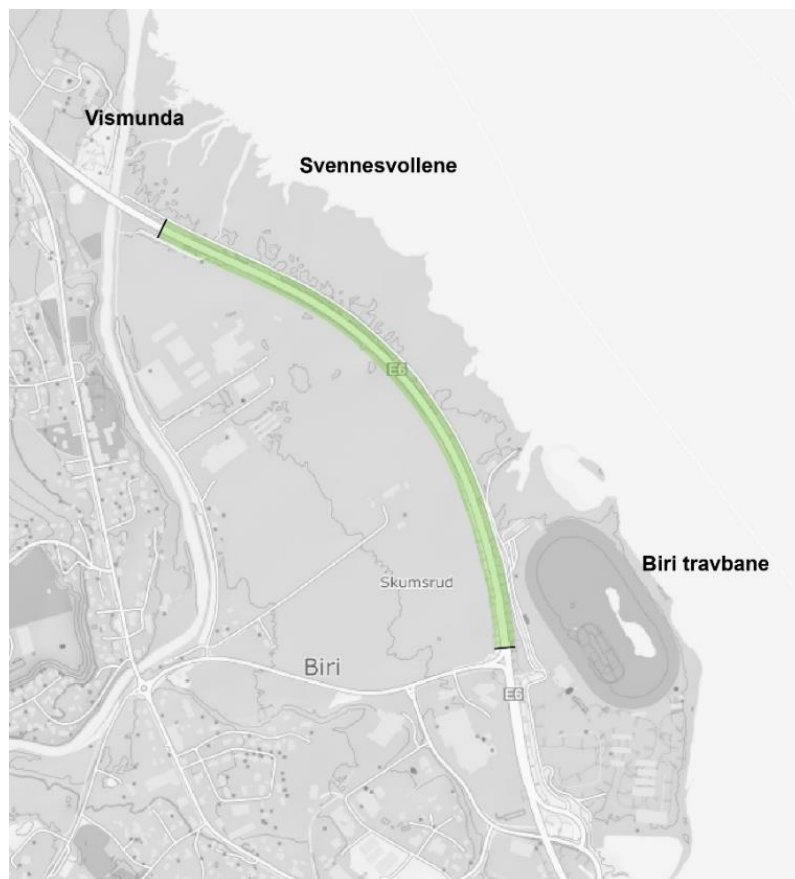 Vismunda
Svennesvollene
E6
Biri travbane
Skumsrud
Biri
E6